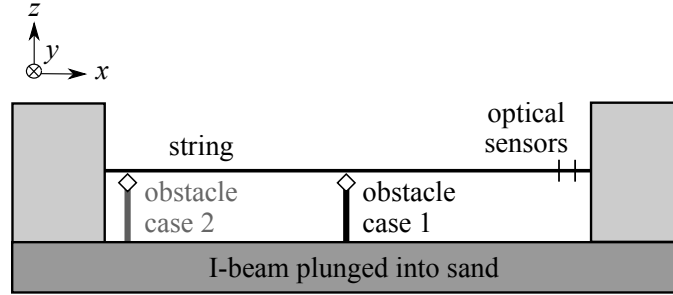 z
y
x
optical
sensors
string
obstacle
case 2
obstacle
case 1
I-beam plunged into sand